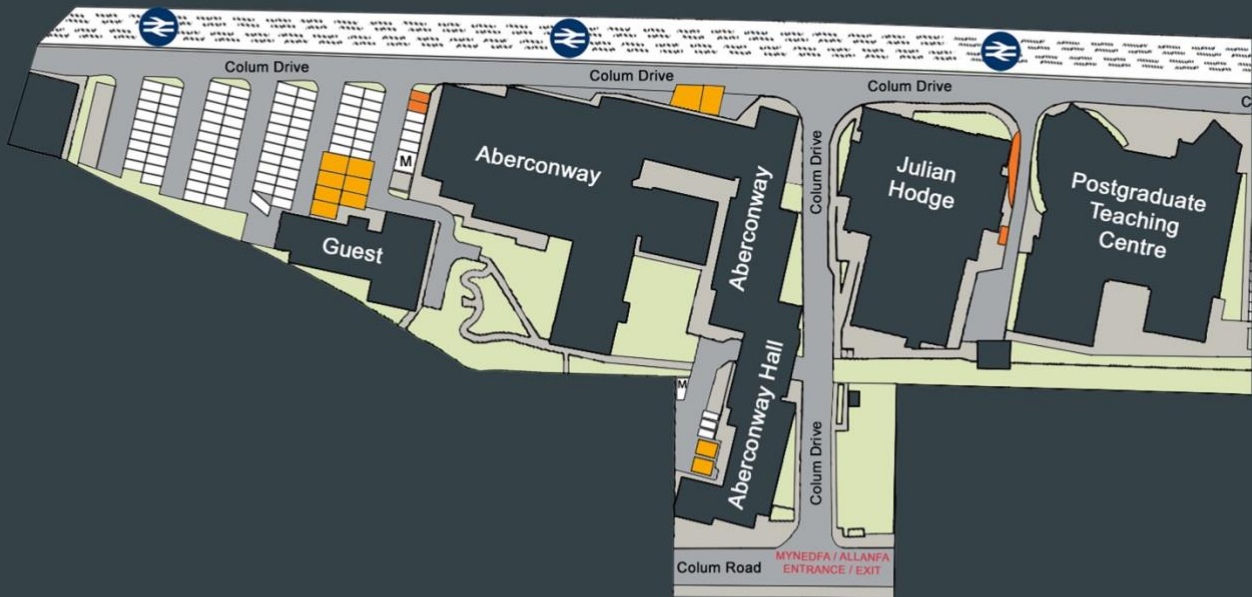 Colum Drive
Colum Drive
Colum Drive
C
M
Aberconway
Guest
Aberconway
Colum Drive
Julian
Hodge
Postgraduate
Teaching
Centre
M
Aberconway Hall
Colum Drive
Colum Road
MYNEDFA / ALLANFA
ENTRANCE / EXIT